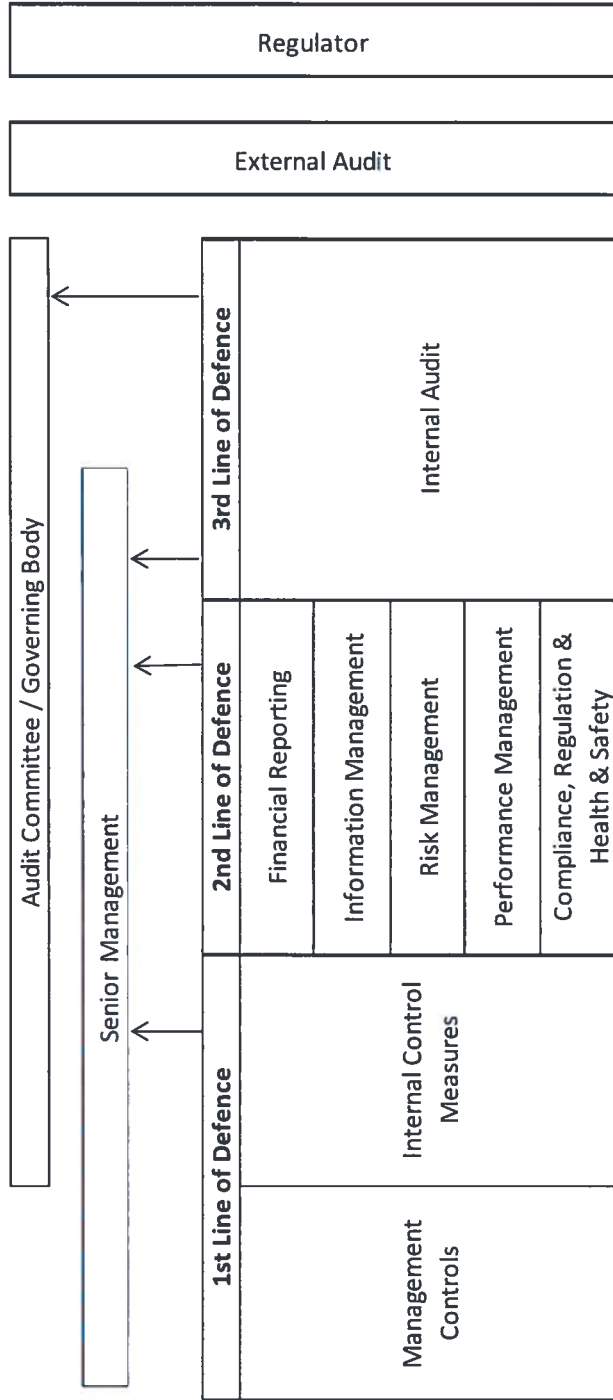 Audit Committee / Governing Body
Senior Management
1st Line of Defence
2nd Line of Defence
3rd Line of Defence
Management
Controls
Internal Control
Measures
Financial Reporting
Information Management
Risk Management
Performance Management
Compliance, Regulation &
Health & Safety
Internal Audit
External Audit
Regulator